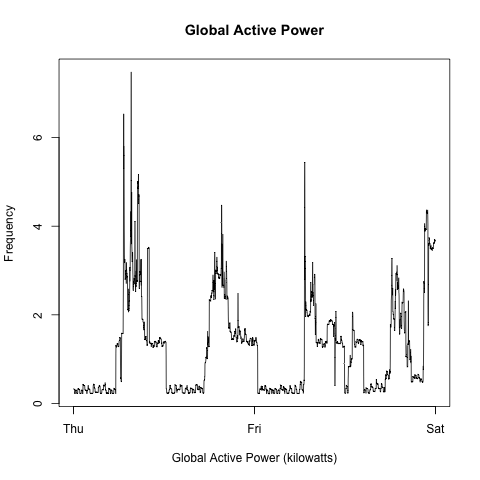 Global Active Power
Frequency
6
4
2
0
Thu Fri Sat
Global Active Power (kilowatts)